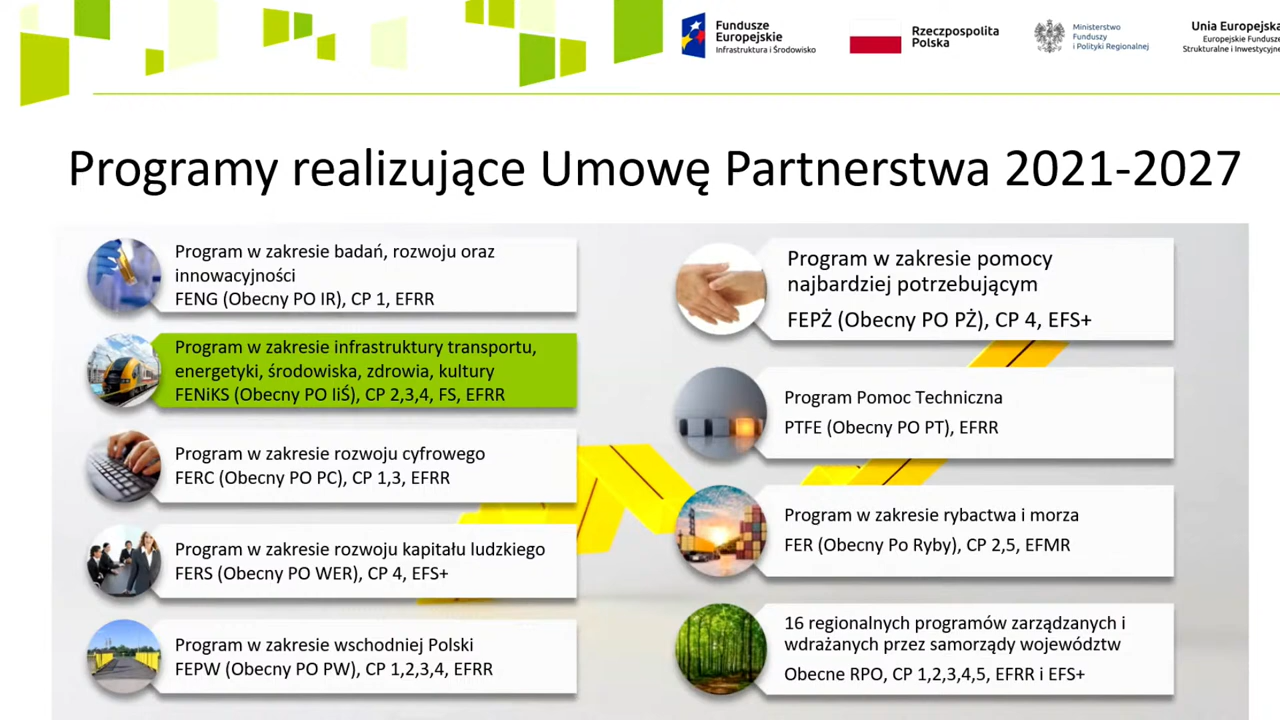 Fundusze
Europejskie
Infrastruktura i Środowisko
Rzeczpospolita
Polska
Ministerstwo
Funduszy
i Polityki Regionalnej
Unia Europejska
Europejskie Fundusze
Strukturalne i Inwestycyjne
Programy realizujące Umowę Partnerstwa 2021-2027
Program w zakresie badań, rozwoju oraz
innowacyjności
FENG (Obecny PO IR), CP 1, EFRR
Program w zakresie infrastruktury transportu,
energetyki, środowiska, zdrowia, kultury
FENiKS (Obecny PO IiŚ), CP 2,3,4, FS, EFRR
Program w zakresie rozwoju cyfrowego
FERC (Obecny PO PC), CP 1,3, EFRR
Program w zakresie rozwoju kapitału ludzkiego
FERS (Obecny PO WER), CP 4, EFS+
Program w zakresie wschodniej Polski
FEPW (Obecny PO PW), CP 1,2,3,4, EFRR
Program w zakresie pomocy
najbardziej potrzebującym
FEPŻ (Obecny PO PŻ), CP 4, EFS+
Program Pomoc Techniczna
PTFE (Obecny PO PT), EFRR
Program w zakresie rybactwa i morza
FER (Obecny Po Ryby), CP 2,5, EFMR
16 regionalnych programów zarządzanych i
wdrażanych przez samorządy województw
Obecne RPO, CP 1,2,3,4,5, EFRR i EFS+